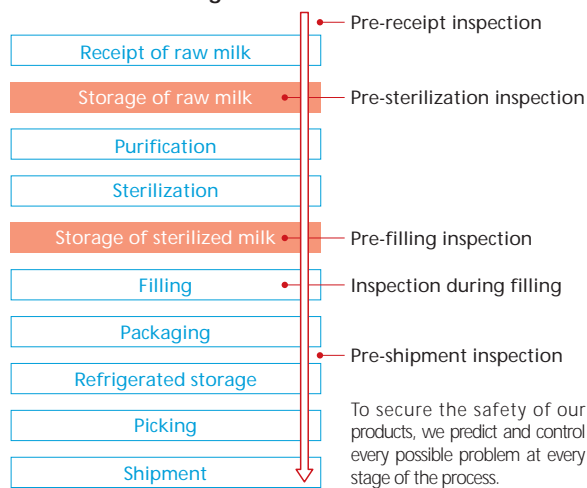 Pre-receipt inspection
Receipt of raw milk
Storage of raw milk
Pre-sterilization inspection
Purification
Sterilization
Storage of sterilized milk
Pre-filling inspection
Filling
Inspection during filling
Packaging
Pre-shipment inspection
Refrigerated storage
Picking
Shipment
To secure the safety of our
products, we predict and control
every possible problem at every
stage of the process.